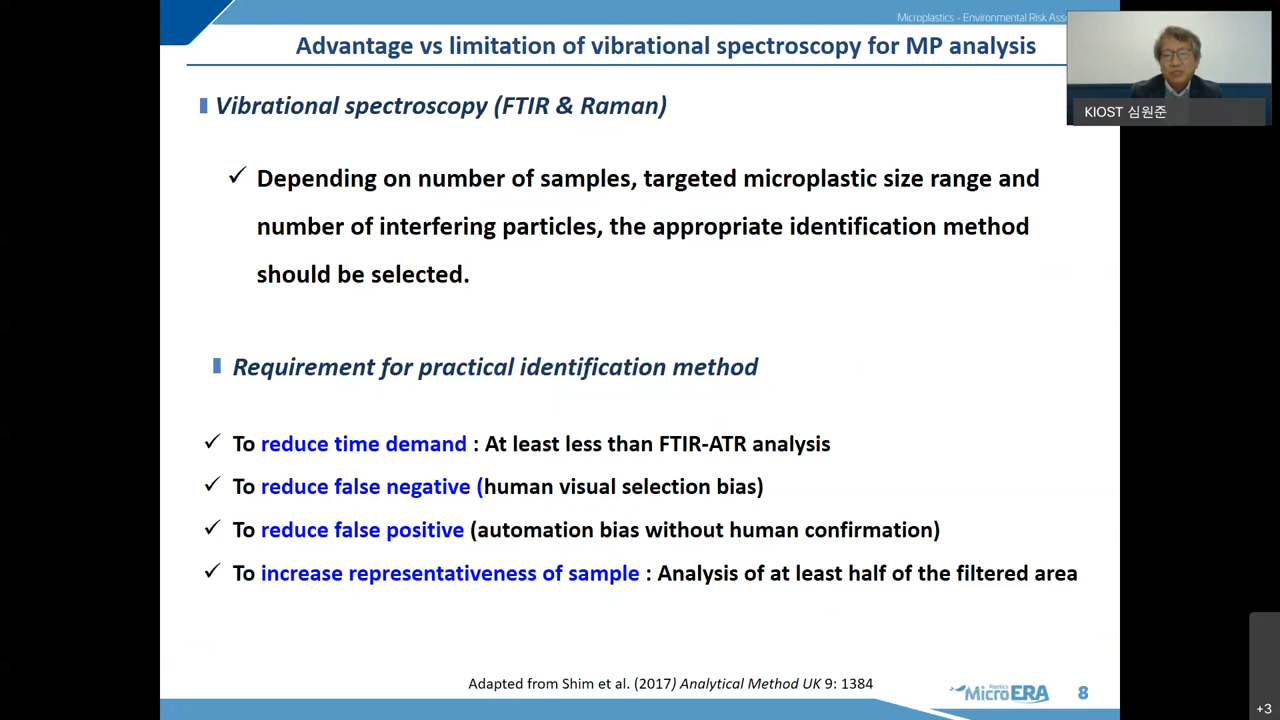 Microplastics - Environmental Risk Asse
Advantage vs limitation of vibrational spectroscopy for MP analysis
KIOST 심원준
Vibrational spectroscopy (FTIR & Raman)
✓ Depending on number of samples, targeted microplastic size range and
number of interfering particles, the appropriate identification method
should be selected.
Requirement for practical identification method
✓ To reduce time demand : At least less than FTIR-ATR analysis
✓ To reduce false negative (human visual selection bias)
✓ To reduce false positive (automation bias without human confirmation)
✓ To increase representativeness of sample : Analysis of at least half of the filtered area
Adapted from Shim et al. (2017) Analytical Method UK 9: 1384
Plastics
MicroERA
8
+3